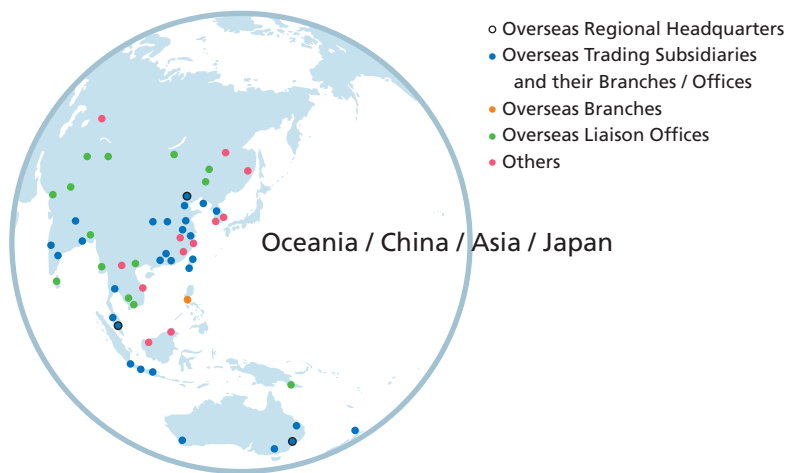 Overseas Regional Headquarters
Overseas Trading Subsidiaries
and their Branches / Offices
Overseas Branches
Overseas Liaison Offices
Others
Oceania / China / Asia / Japan